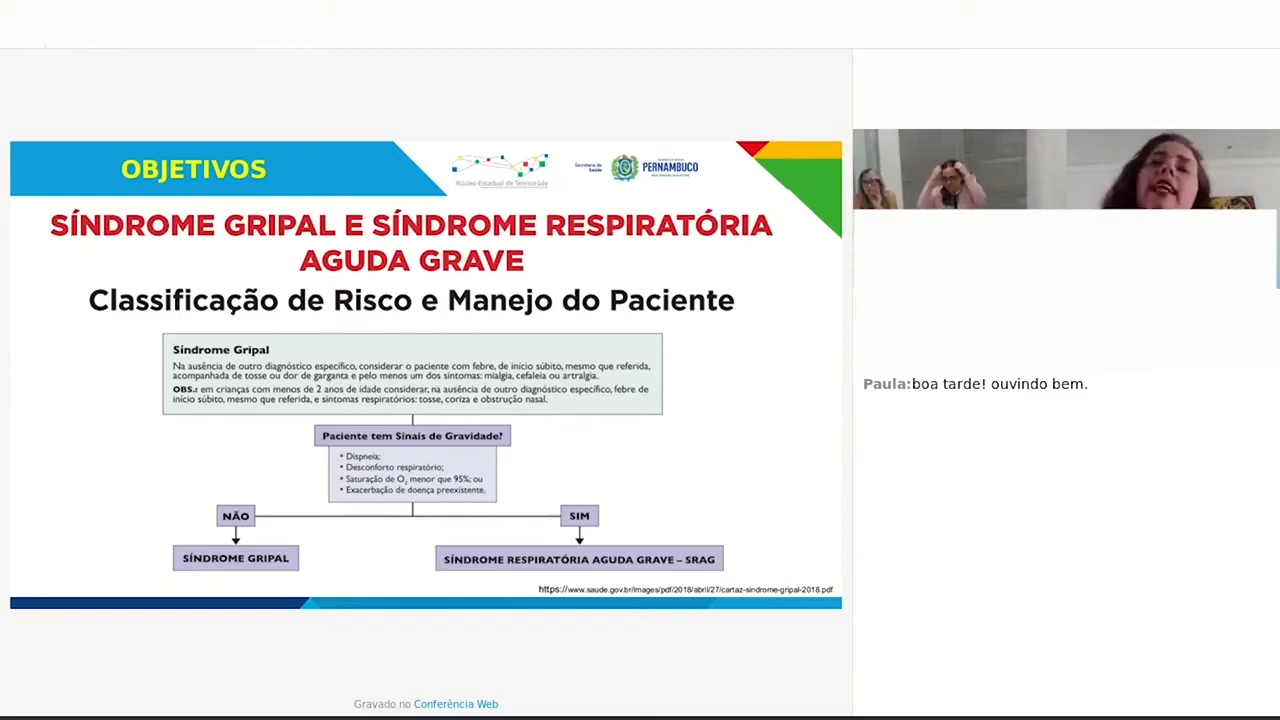 OBJETIVOS
Núcleo Estadual de Telessaúde
Secretaria de
Saúde
PERNAMBUCO
SÍNDROME GRIPAL E SÍNDROME RESPIRATÓRIA
AGUDA GRAVE
Classificação de Risco e Manejo do Paciente
Síndrome Gripal
Na ausência de outro diagnóstico específico, considerar o paciente com febre, de início súbito, mesmo que referida,
acompanhada de tosse ou dor de garganta e pelo menos um dos sintomas: mialgia, cefaleia ou artralgia.
OBS.: em crianças com menos de 2 anos de idade considerar, na ausência de outro diagnóstico específico, febre de
início súbito, mesmo que referida, e sintomas respiratórios: tosse, coriza e obstrução nasal.
Paciente tem Sinais de Gravidade?
• Dispneia;
• Desconforto respiratório;
• Saturação de O2 menor que 95%; ou
• Exacerbação de doença preexistente.
NÃO
SIM
SÍNDROME GRIPAL
SÍNDROME RESPIRATÓRIA AGUDA GRAVE – SRAG
https://www.saude.gov.br/images/pdf/2018/abril/27/cartaz-sindrome-gripal-2018.pdf
Paula:boa tarde! ouvindo bem.
Gravado no Conferência Web